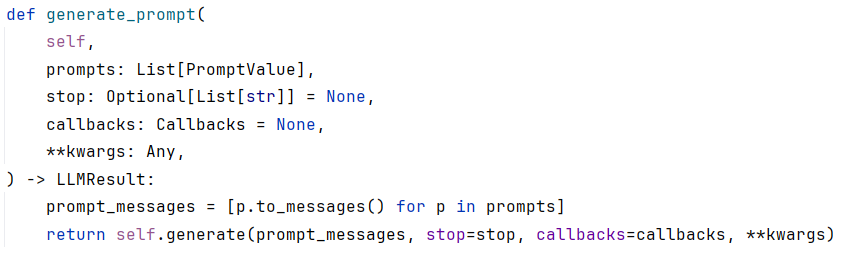 def generate_prompt(
    self,
    prompts: List[PromptValue],
    stop: Optional[List[str]] = None,
    callbacks: Callbacks = None,
    **kwargs: Any,
) -> LLMResult:
    prompt_messages = [p.to_messages() for p in prompts]
    return self.generate(prompt_messages, stop=stop, callbacks=callbacks, **kwargs)